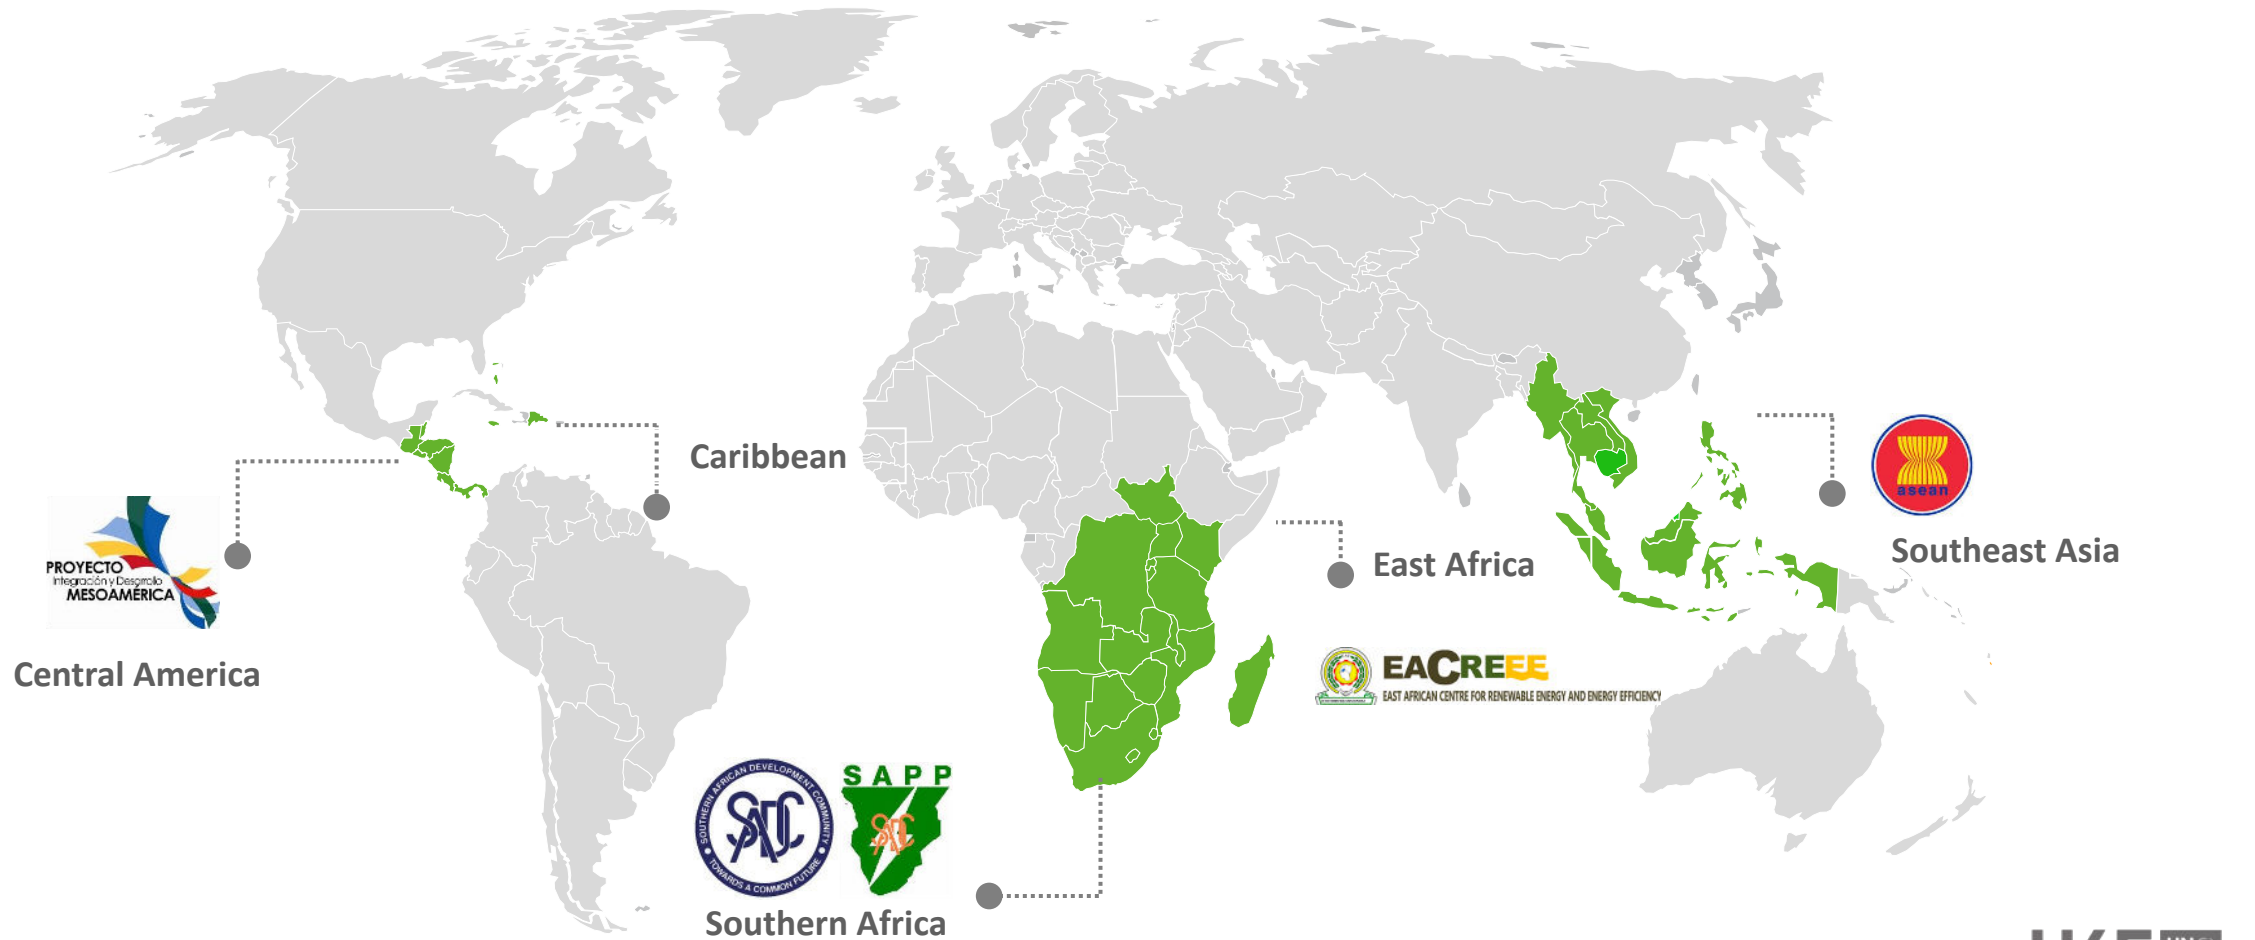 Caribbean
asean
Southeast Asia
East Africa
PROYECTO
Integración y Desarrollo
MESOAMÉRICA
Central America
EACREEE
EAST AFRICAN CENTRE FOR RENEWABLE ENERGY AND ENERGY EFFICIENCY
SOUTHERN AFRICAN DEVELOPMENT COMMUNITY
SADC
TOWARDS A COMMON FUTURE
SAPP
SADC
Southern Africa